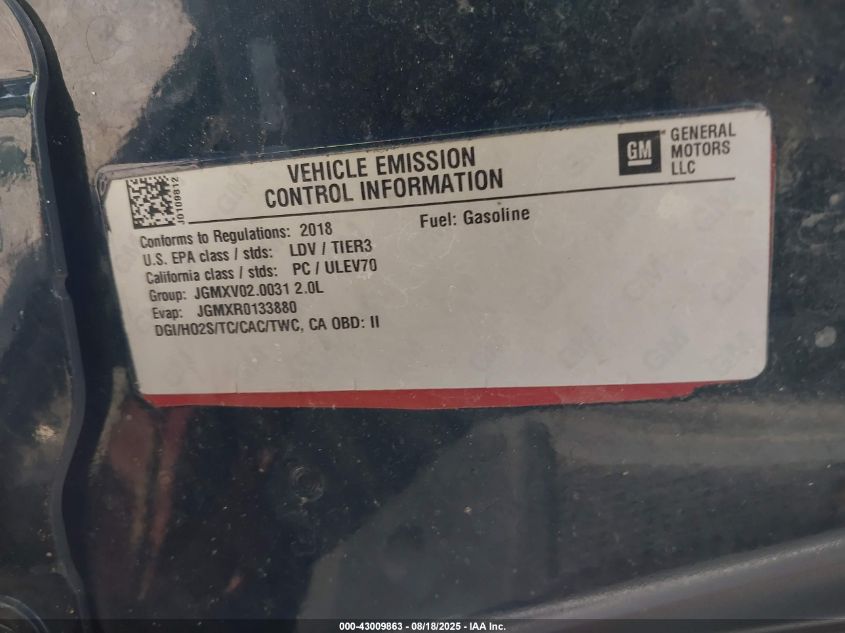 VEHICLE EMISSION
CONTROL INFORMATION
GM
GENERAL
MOTORS
LLC
JO109812
Conforms to Regulations: 2018
Fuel: Gasoline
U.S. EPA class / stds: LDV / TIER3
California class / stds: PC / ULEV70
Group: JGMXV02.0031 2.0L
Evap: JGMXR0133880
DGI/HO2S/TC/CAC/TWC, CA OBD: II
000-43009863 - 08/18/2025 - IAA Inc.